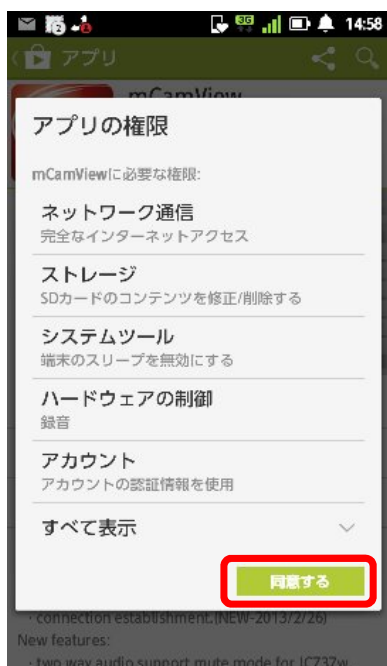 3G
14:58
アプリ
mCamView
アプリの権限
mCamViewに必要な権限:
ネットワーク通信
完全なインターネットアクセス
ストレージ
SDカードのコンテンツを修正/削除する
システムツール
端末のスリープを無効にする
ハードウェアの制御
録音
アカウント
アカウントの認証情報を使用
すべて表示
同意する
- connection establishment.(NEW-2013/2/26)
New features:
- two way audio support mute mode for IC737w